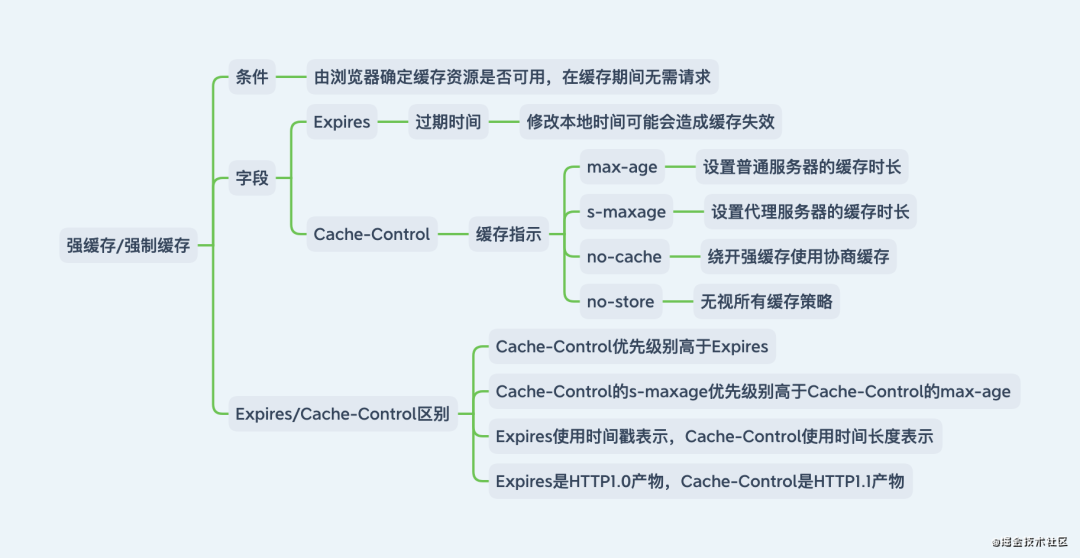 强缓存/强制缓存
条件
由浏览器确定缓存资源是否可用，在缓存期间无需请求
字段
Expires
过期时间
修改本地时间可能会造成缓存失效
Cache-Control
缓存指示
max-age
设置普通服务器的缓存时长
s-maxage
设置代理服务器的缓存时长
no-cache
绕开强缓存使用协商缓存
no-store
无视所有缓存策略
Expires/Cache-Control区别
Cache-Control优先级别高于Expires
Cache-Control的s-maxage优先级别高于Cache-Control的max-age
Expires使用时间戳表示，Cache-Control使用时间长度表示
Expires是HTTP1.0产物，Cache-Control是HTTP1.1产物
@掘金技术社区